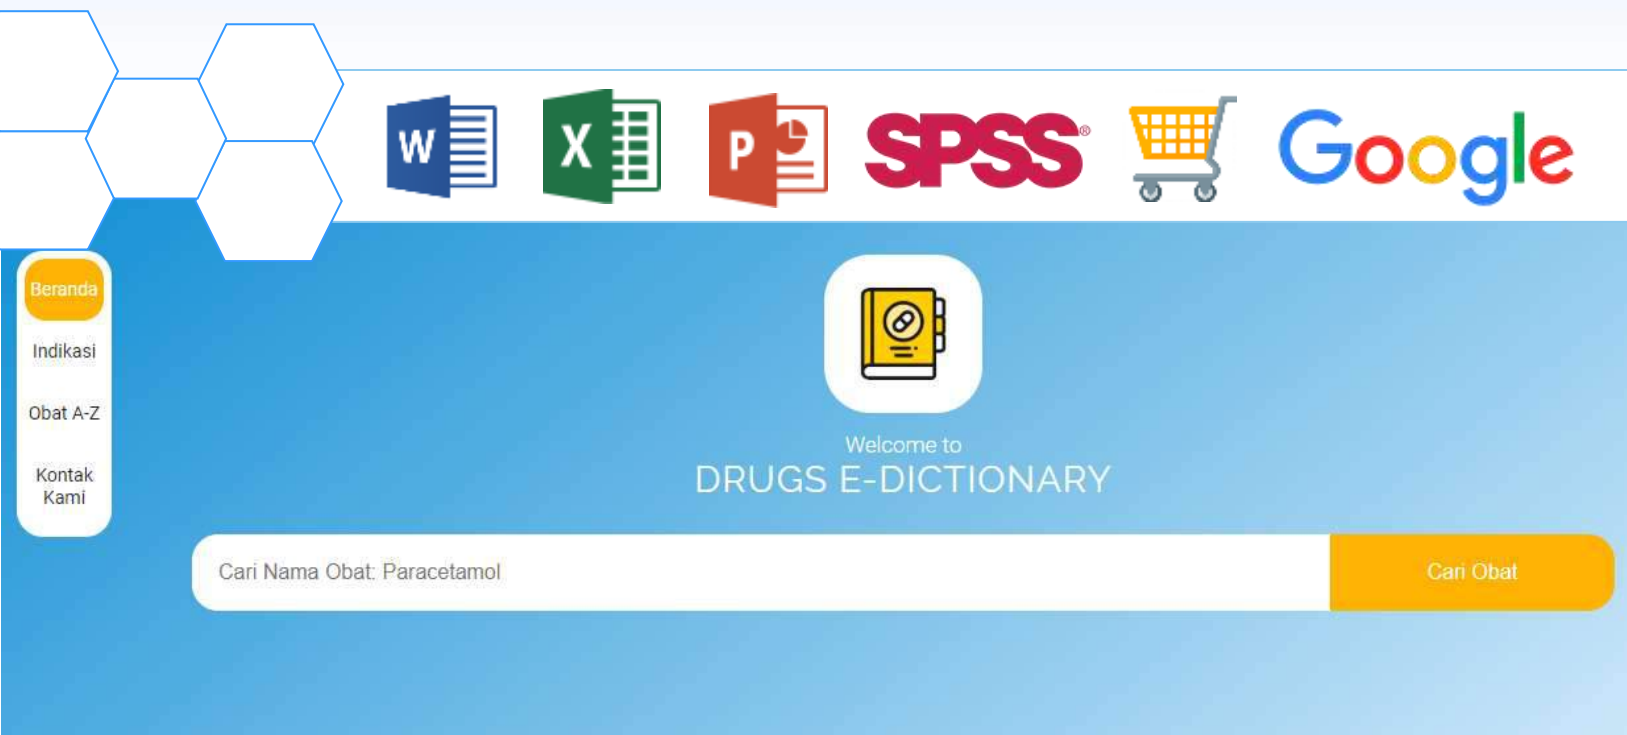 W
X
P
SPSS®
Google
Beranda
Indikasi
Obat A-Z
Kontak
Kami
Welcome to
DRUGS E-DICTIONARY
Cari Nama Obat: Paracetamol
Cari Obat